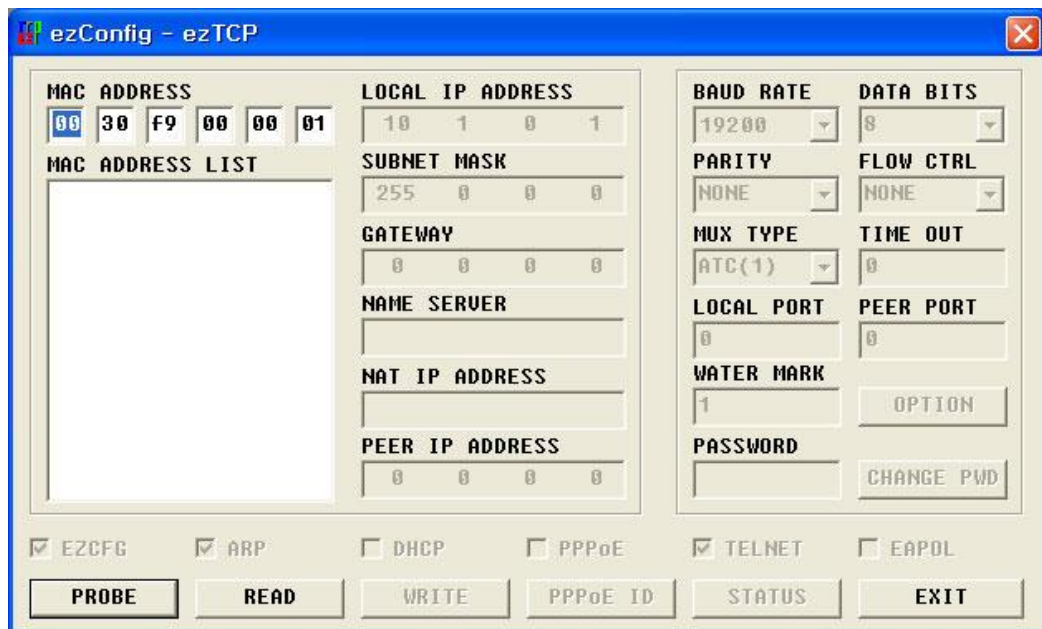 ezConfig - ezTCP
MAC ADDRESS
00 30 f9 00 00 01
MAC ADDRESS LIST
LOCAL IP ADDRESS
10 1 0 1
SUBNET MASK
255 0 0 0
GATEWAY
0 0 0 0
NAME SERVER
NAT IP ADDRESS
PEER IP ADDRESS
0 0 0 0
BAUD RATE DATA BITS
19200 8
PARITY FLOW CTRL
NONE NONE
MUX TYPE TIME OUT
ATC(1) 0
LOCAL PORT PEER PORT
0 0
WATER MARK
1 OPTION
PASSWORD
CHANGE PWD
EZCFG ARP DHCP PPPoE TELNET EAPOL
PROBE READ WRITE PPPoE ID STATUS EXIT